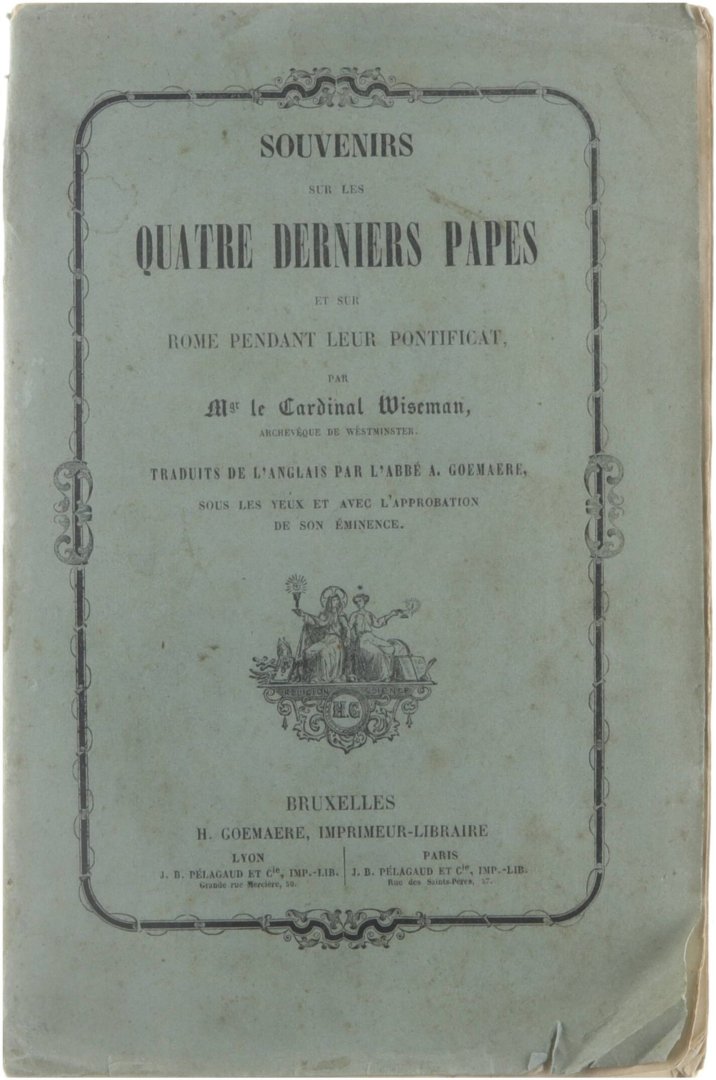 SOUVENIRS
SUR LES
QUATRE DERNIERS PAPES
ET SUR
ROME PENDANT LEUR PONTIFICAT,
PAR
Mgr le Cardinal Wiseman,
ARCHEVÊQUE DE WESTMINSTER.
TRADUITS DE L'ANGLAIS PAR L'ABBÉ A. GOEMAERE,
SOUS LES YEUX ET AVEC L'APPROBATION
DE SON ÉMINENCE.
RELIGION SCIENCE
H.G
BRUXELLES
H. GOEMAERE, IMPRIMEUR-LIBRAIRE
LYON
J. B. PÉLAGAUD ET Cie, IMP.-LIB.
Grande rue Mercière,
PARIS
J. B. PÉLAGAUD ET Cie, IMP.-LIB.
Rue des Saints-Pères, 57.